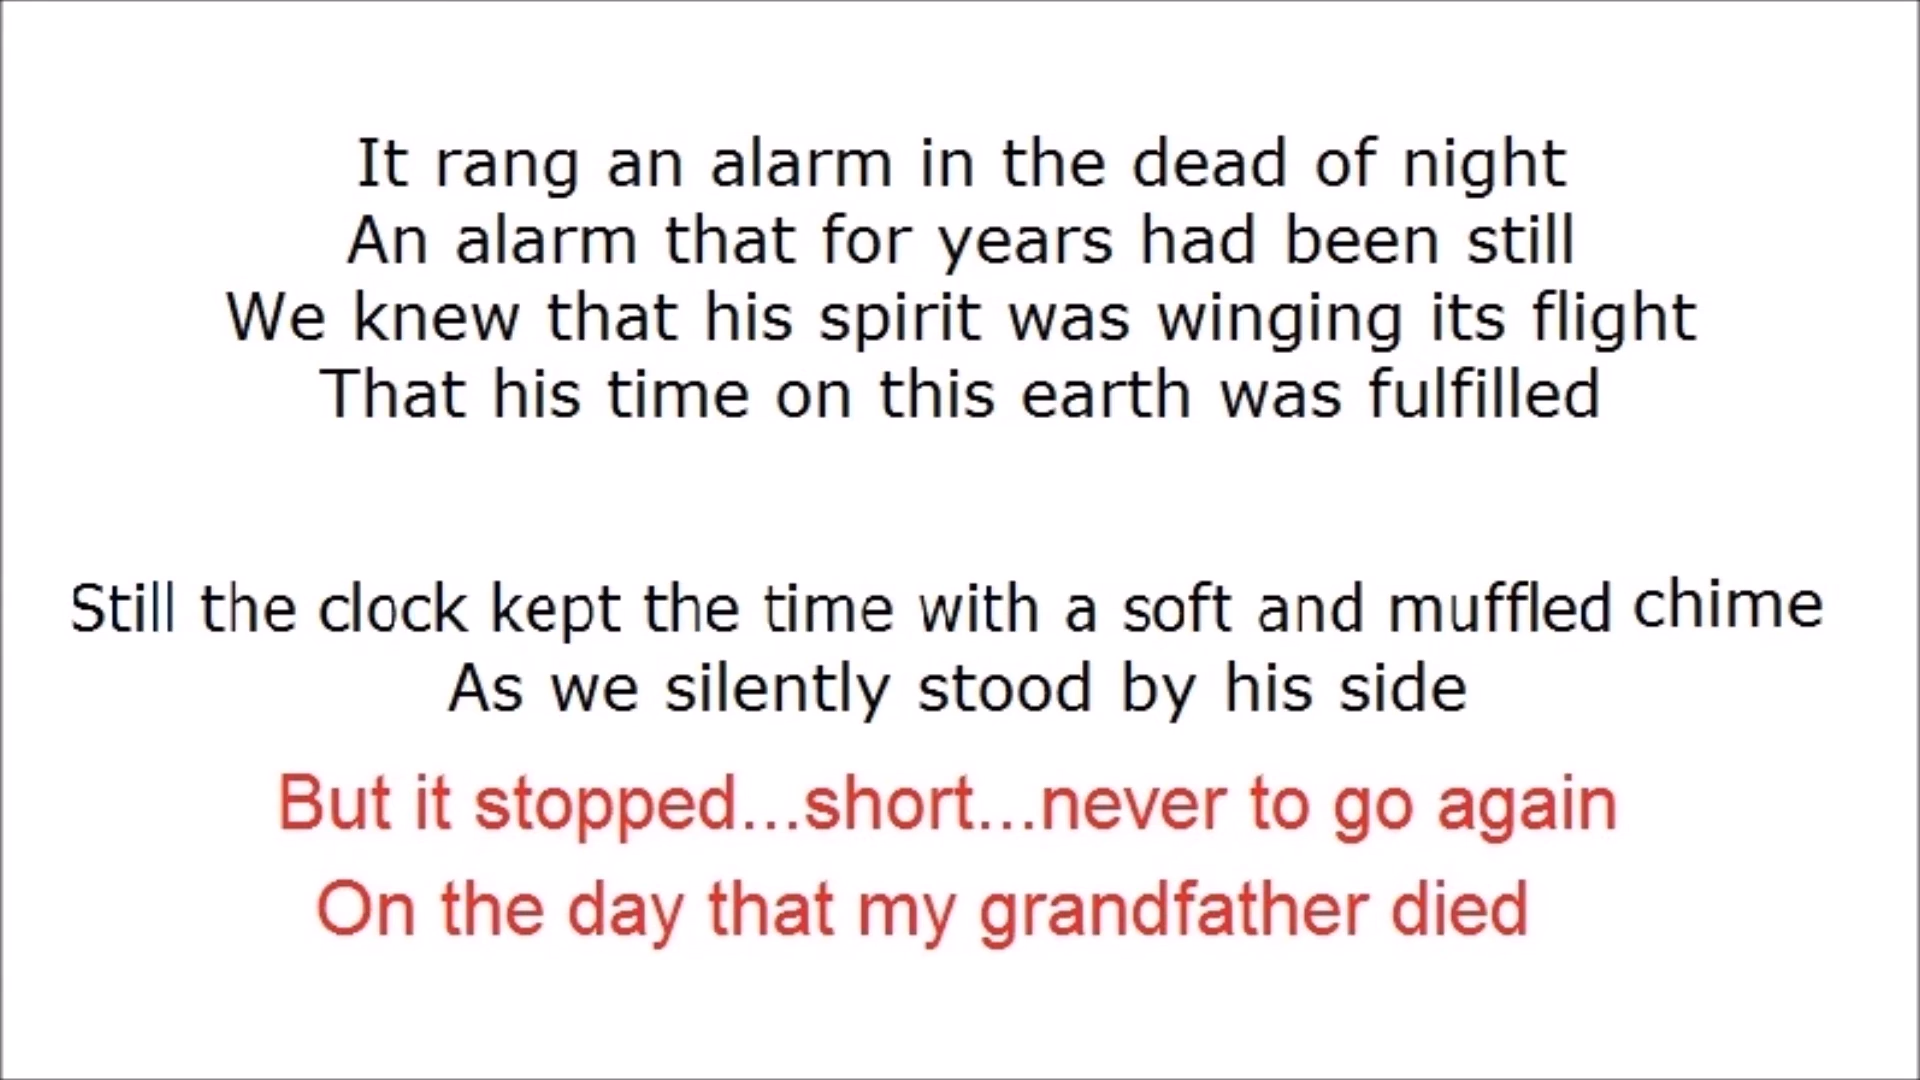 It rang an alarm in the dead of night
An alarm that for years had been still
We knew that his spirit was winging its flight
That his time on this earth was fulfilled
Still the clock kept the time with a soft and muffled chime
As we silently stood by his side
But it stopped...short...never to go again
On the day that my grandfather died